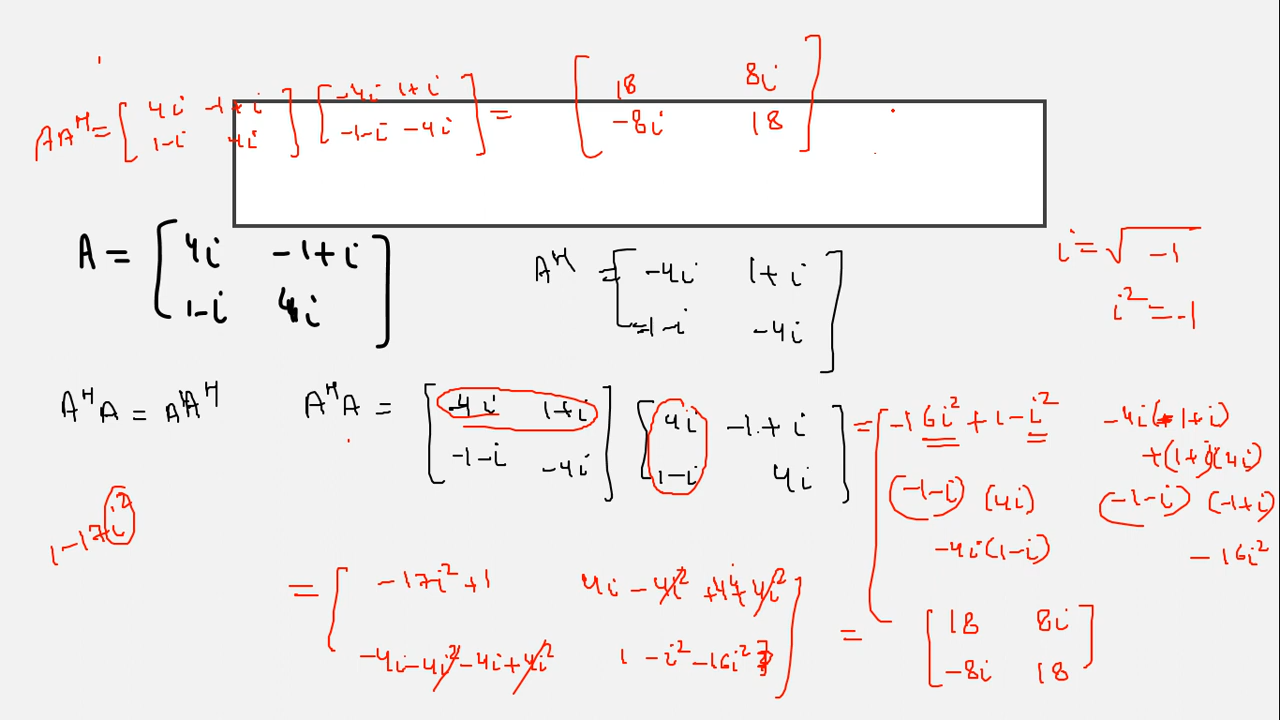 AA^H = [ 4i -1+i ] [ -4i 1+i ] = [ 18 8i ]
[ 1-i 4i ] [ -1-i -4i ] [ -8i 18 ]
A = [ 4i -1+i ]
[ 1-i 4i ]
A^H = [ -4i 1+i ]
[ -1-i -4i ]
i = √-1
i² = -1
A^H A = A A^H
A^H A = [ -4i 1+i ] [ 4i -1+i ] = [ -16i² + 1 - i² -4i(-1+i)
+(1+i)(4i)
[ -1-i -4i ] [ 1-i 4i ] (-1-i) (4i) (-1-i) (-1+i)
-4i(1-i) -16i²
1-17i²
= [ -17i²+1 4i - 4i² + 4i + 4i² ]
[ -4i - 4i² - 4i + 4i² 1 - i² - 16i² ]
= [ 18 8i ]
[ -8i 18 ]